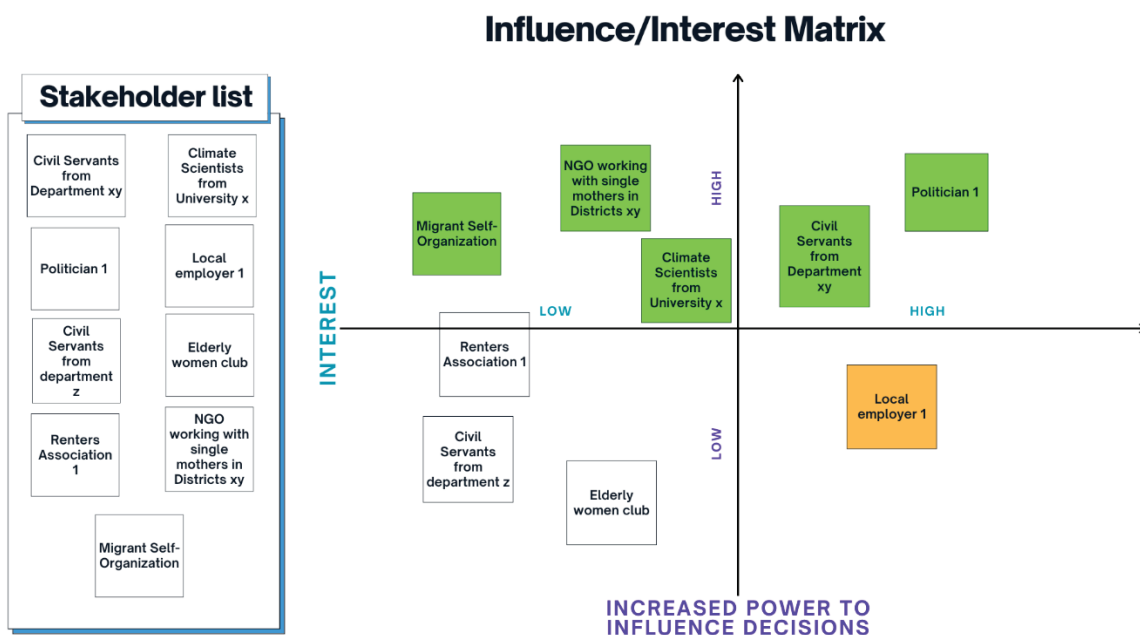 Influence/Interest Matrix
Stakeholder list
Civil Servants
from
Department xy
Climate
Scientists
from
University x
Politician 1
Local
employer 1
Civil
Servants
from
department
z
Elderly
women club
Renters
Association
1
NGO
working with
single
mothers in
Districts xy
Migrant Self-
Organization
INTEREST
HIGH
LOW
LOW
HIGH
Migrant Self-
Organization
NGO working
with single
mothers in
Districts xy
Climate
Scientists
from
University x
Civil
Servants
from
Department
xy
Politician 1
Renters
Association 1
Civil
Servants
from
department z
Elderly
women club
Local
employer 1
INCREASED POWER TO
INFLUENCE DECISIONS